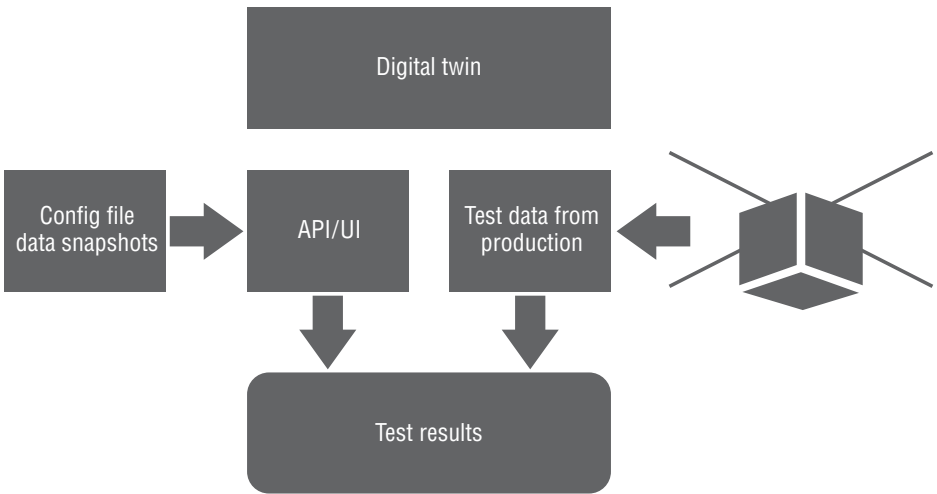 Digital twin
Config file
data snapshots
API/UI
Test data from
production
Test results